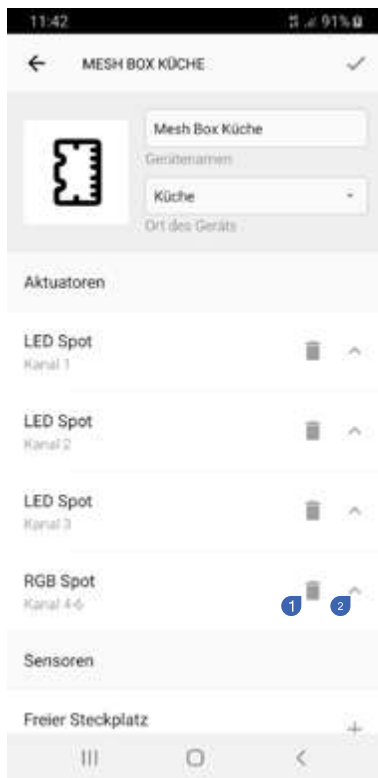 11:42 91%
MESH BOX KÜCHE
Mesh Box Küche
Gerätenamen
Küche
Ort des Geräts
Aktuatoren
LED Spot
Kanal 1
LED Spot
Kanal 2
LED Spot
Kanal 3
RGB Spot
Kanal 4-6
1 2
Sensoren
Freier Steckplatz